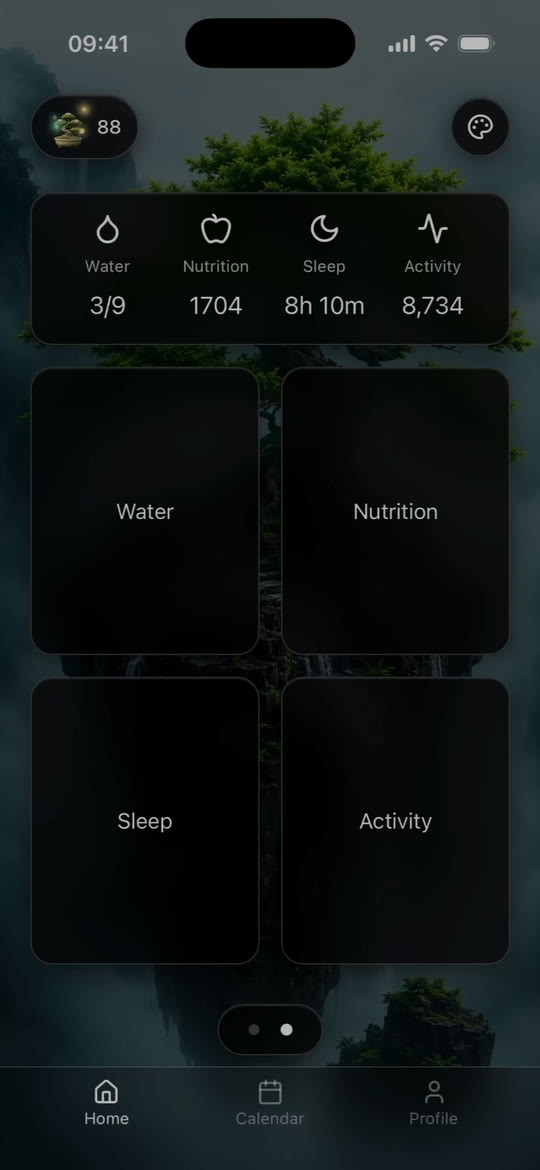 09:41
88
Water Nutrition Sleep Activity
3/9 1704 8h 10m 8,734
Water Nutrition
Sleep Activity
Home Calendar Profile